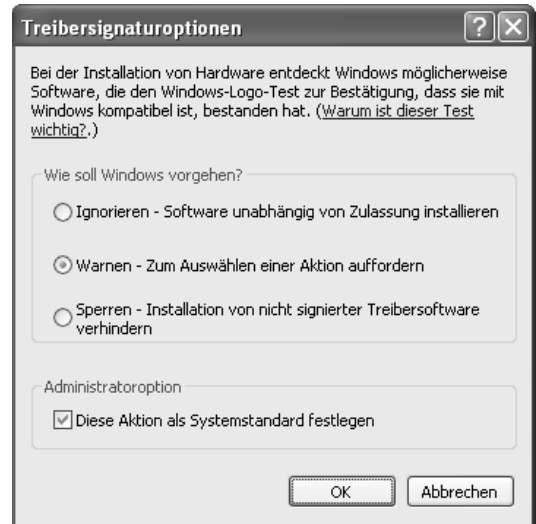 Treibersignaturoptionen
Bei der Installation von Hardware entdeckt Windows möglicherweise
Software, die den Windows-Logo-Test zur Bestätigung, dass sie mit
Windows kompatibel ist, bestanden hat. (Warum ist dieser Test
wichtig?.)
Wie soll Windows vorgehen?
Ignorieren - Software unabhängig von Zulassung installieren
Warnen - Zum Auswählen einer Aktion auffordern
Sperren - Installation von nicht signierter Treibersoftware
verhindern
Administratoroption
Diese Aktion als Systemstandard festlegen
OK
Abbrechen